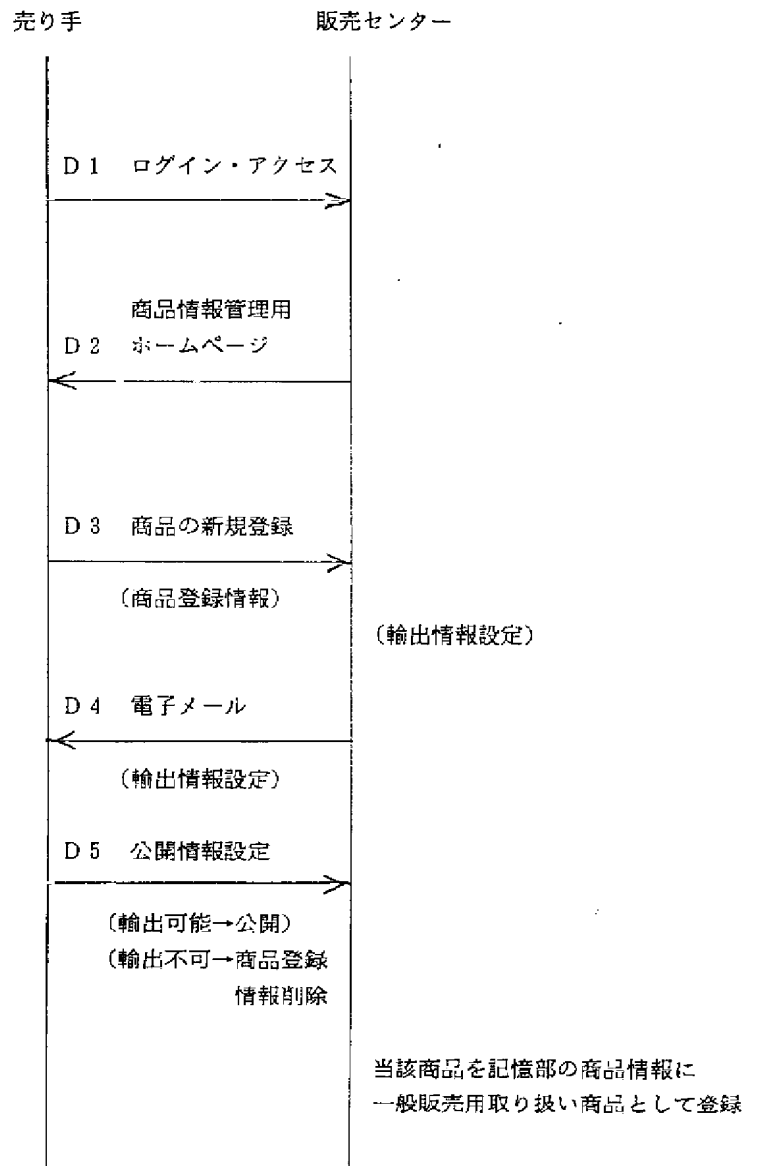 売り手　販売センター
D1　ログイン・アクセス
商品情報管理用
D2　ホームページ
D3　商品の新規登録
（商品登録情報）
（輸出情報設定）
D4　電子メール
（輸出情報設定）
D5　公開情報設定
（輸出可能→公開）
（輸出不可→商品登録
情報削除
当該商品を記憶部の商品情報に
一般販売用取り扱い商品として登録